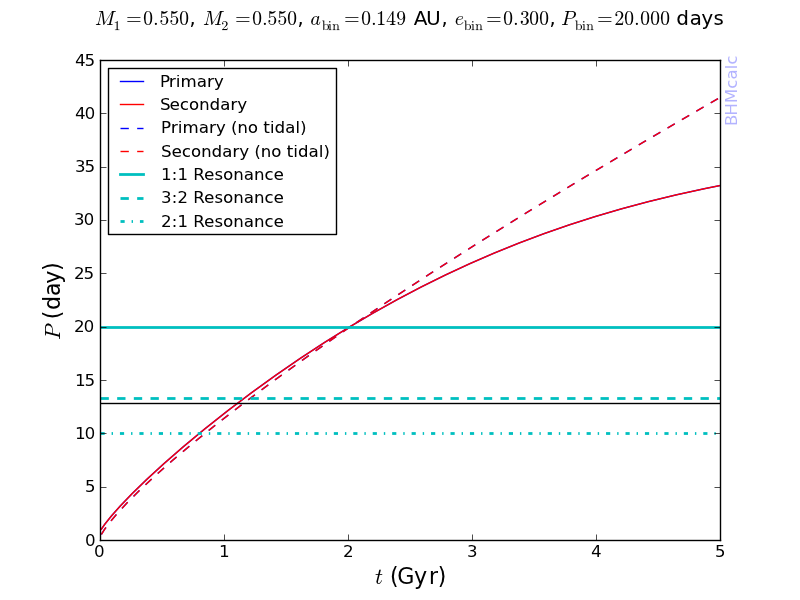 M1=0.550, M2=0.550, abin=0.149 AU, ebin=0.300, Pbin=20.000 days
BHMcalc
Primary
Secondary
Primary (no tidal)
Secondary (no tidal)
1:1 Resonance
3:2 Resonance
2:1 Resonance
P (day)
45
40
35
30
25
20
15
10
5
0
0 1 2 3 4 5
t (Gyr)